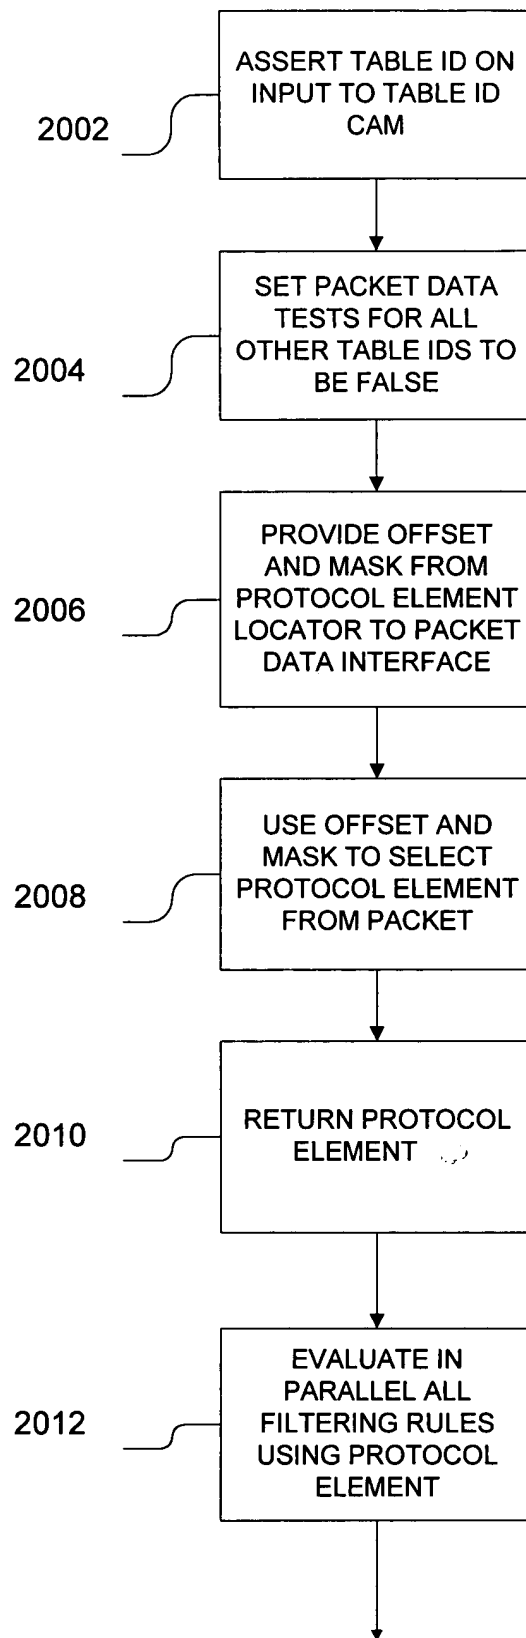 2002
ASSERT TABLE ID ON
INPUT TO TABLE ID
CAM
2004
SET PACKET DATA
TESTS FOR ALL
OTHER TABLE IDS TO
BE FALSE
2006
PROVIDE OFFSET
AND MASK FROM
PROTOCOL ELEMENT
LOCATOR TO PACKET
DATA INTERFACE
2008
USE OFFSET AND
MASK TO SELECT
PROTOCOL ELEMENT
FROM PACKET
2010
RETURN PROTOCOL
ELEMENT
2012
EVALUATE IN
PARALLEL ALL
FILTERING RULES
USING PROTOCOL
ELEMENT